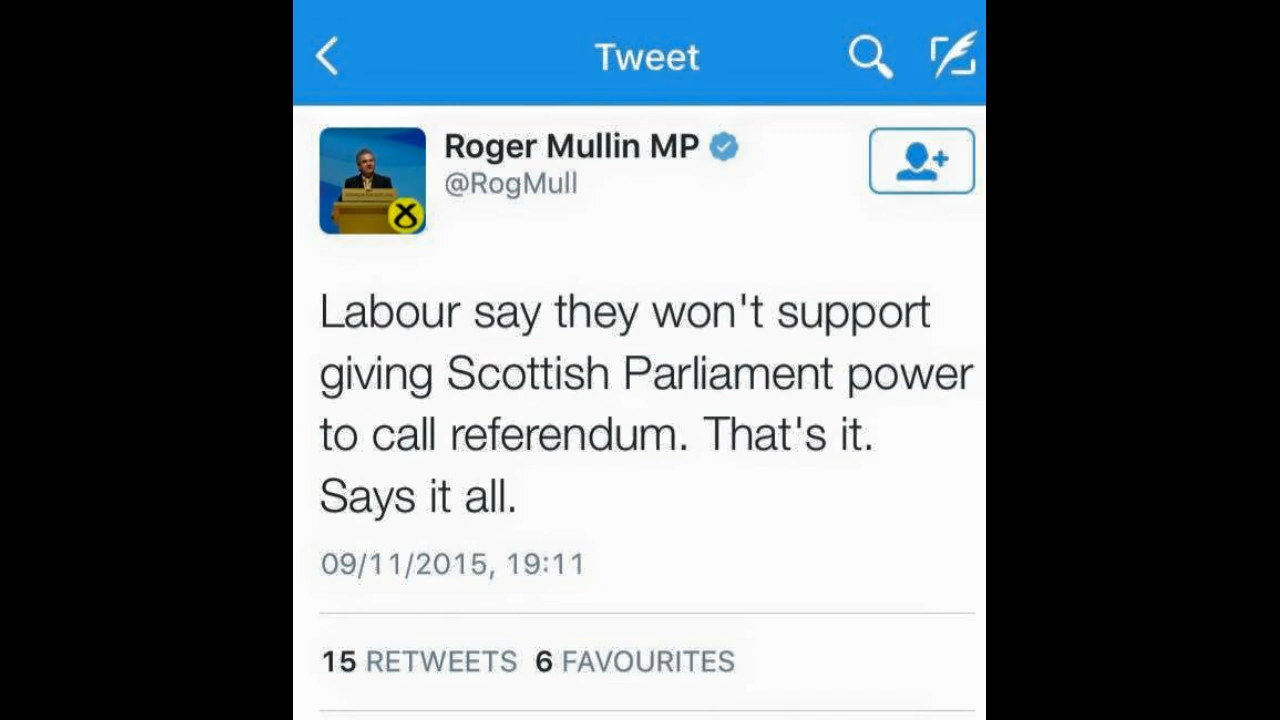 Tweet
Roger Mullin MP
@RogMull
Labour say they won't support
giving Scottish Parliament power
to call referendum. That's it.
Says it all.
09/11/2015, 19:11
15 RETWEETS 6 FAVOURITES